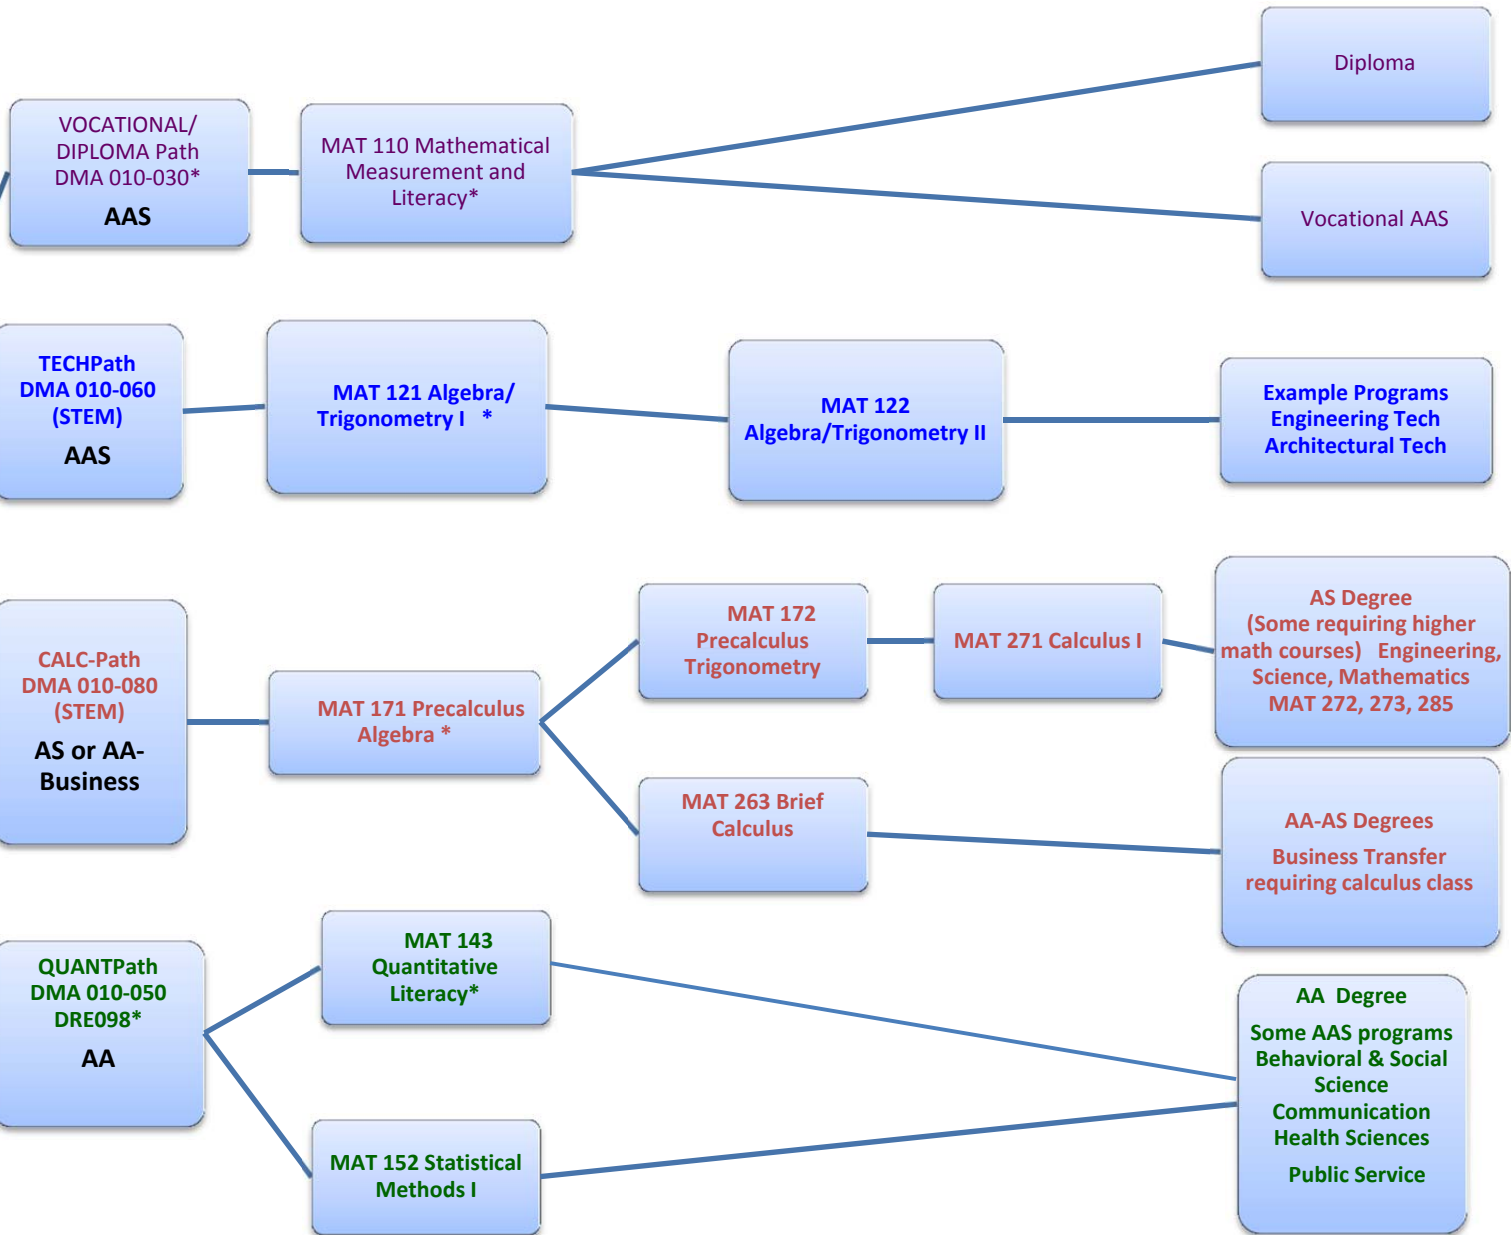 VOCATIONAL/
DIPLOMA Path
DMA 010-030*
AAS
MAT 110 Mathematical
Measurement and
Literacy*
Diploma
Vocational AAS
TECHPath
DMA 010-060
(STEM)
AAS
MAT 121 Algebra/
Trigonometry I *
MAT 122
Algebra/Trigonometry II
Example Programs
Engineering Tech
Architectural Tech
CALC-Path
DMA 010-080
(STEM)
AS or AA-
Business
MAT 171 Precalculus
Algebra *
MAT 172
Precalculus
Trigonometry
MAT 271 Calculus I
AS Degree
(Some requiring higher
math courses) Engineering,
Science, Mathematics
MAT 272, 273, 285
MAT 263 Brief
Calculus
AA-AS Degrees
Business Transfer
requiring calculus class
QUANTPath
DMA 010-050
DRE098*
AA
MAT 143
Quantitative
Literacy*
MAT 152 Statistical
Methods I
AA Degree
Some AAS programs
Behavioral & Social
Science
Communication
Health Sciences
Public Service